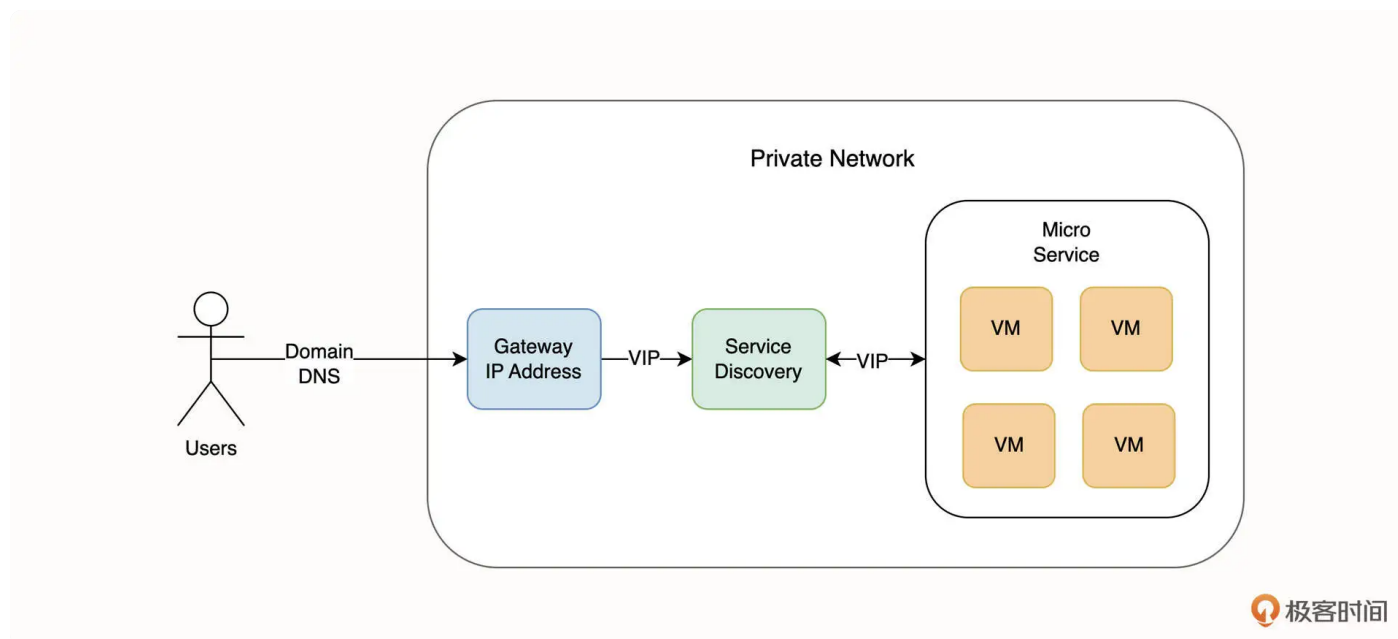 Private Network
Micro
Service
VM
VM
Gateway
IP Address
VIP
Service
Discovery
VIP
Domain
DNS
VM
VM
Users
极客时间